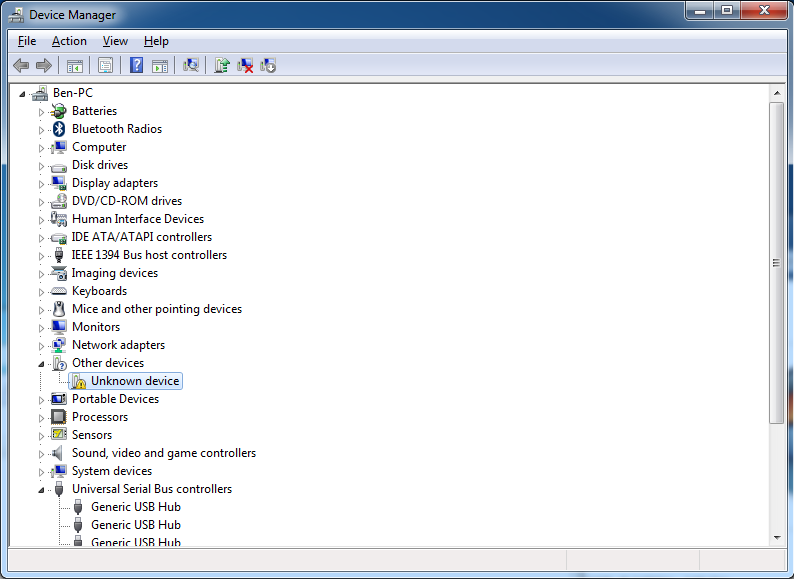 Device Manager
File Action View Help
Ben-PC
Batteries
Bluetooth Radios
Computer
Disk drives
Display adapters
DVD/CD-ROM drives
Human Interface Devices
IDE ATA/ATAPI controllers
IEEE 1394 Bus host controllers
Imaging devices
Keyboards
Mice and other pointing devices
Monitors
Network adapters
Other devices
Unknown device
Portable Devices
Processors
Sensors
Sound, video and game controllers
System devices
Universal Serial Bus controllers
Generic USB Hub
Generic USB Hub
Generic USB Hub